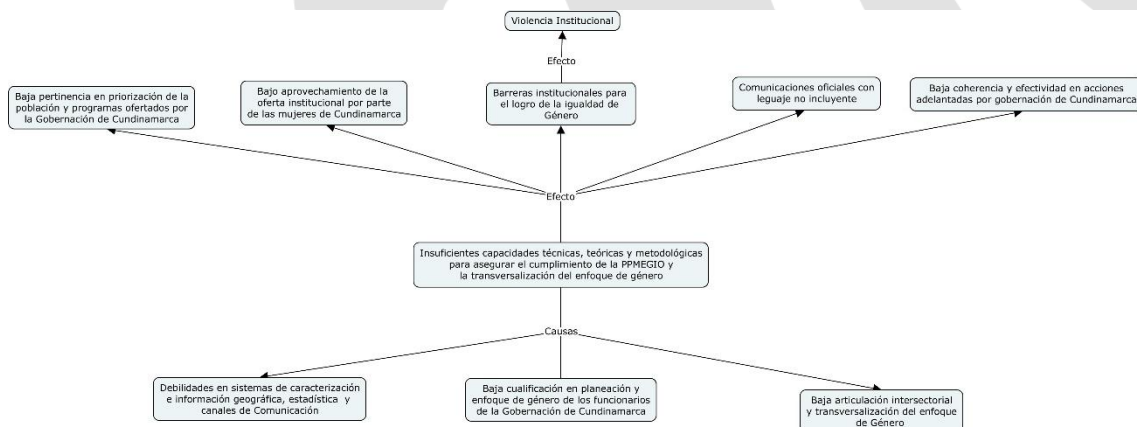 Violencia Institucional
Efecto
Baja pertinencia en priorización de la
población y programas ofertados por
la Gobernación de Cundinamarca
Bajo aprovechamiento de la
oferta institucional por parte
de las mujeres de Cundinamarca
Barreras institucionales para
el logro de la igualdad de
Género
Comunicaciones oficiales con
leguaje no incluyente
Baja coherencia y efectividad en acciones
adelantadas por gobernación de Cundinamarca
Efecto
Insuficientes capacidades técnicas, teóricas y metodológicas
para asegurar el cumplimiento de la PPMEGIO y
la transversalización del enfoque de género
Causas
Debilidades en sistemas de caracterización
e información geográfica, estadística y
canales de Comunicación
Baja cualificación en planeación y
enfoque de género de los funcionarios
de la Gobernación de Cundinamarca
Baja articulación intersectorial
y transversalización del enfoque
de Género